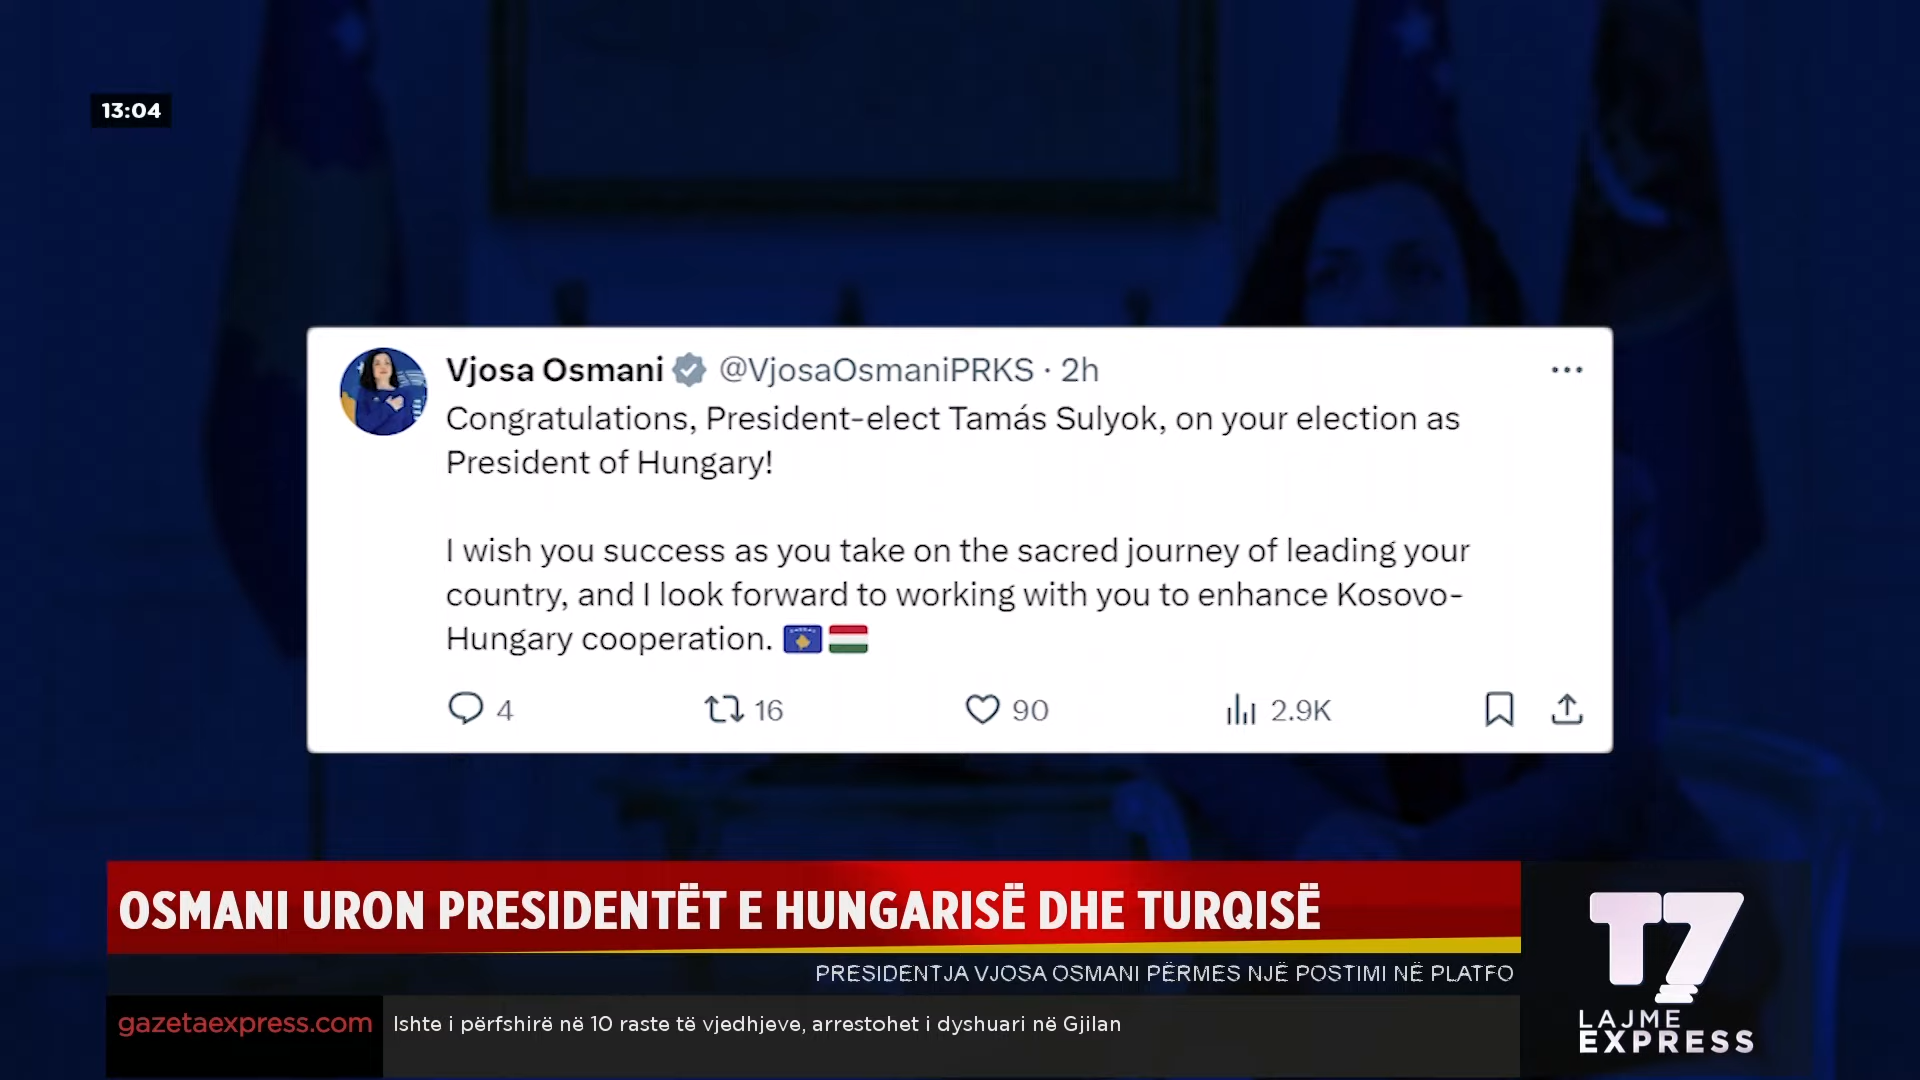 13:04
Vjosa Osmani @VjosaOsmaniPRKS · 2h
Congratulations, President-elect Tamás Sulyok, on your election as
President of Hungary!
I wish you success as you take on the sacred journey of leading your
country, and I look forward to working with you to enhance Kosovo-
Hungary cooperation.
4 16 90 2.9K
OSMANI URON PRESIDENTËT E HUNGARISË DHE TURQISË
PRESIDENTJA VJOSA OSMANI PËRMES NJË POSTIMI NË PLATFO
gazetaexpress.com Ishte i përfshirë në 10 raste të vjedhjeve, arrestohet i dyshuari në Gjilan
T7
LAJME
EXPRESS